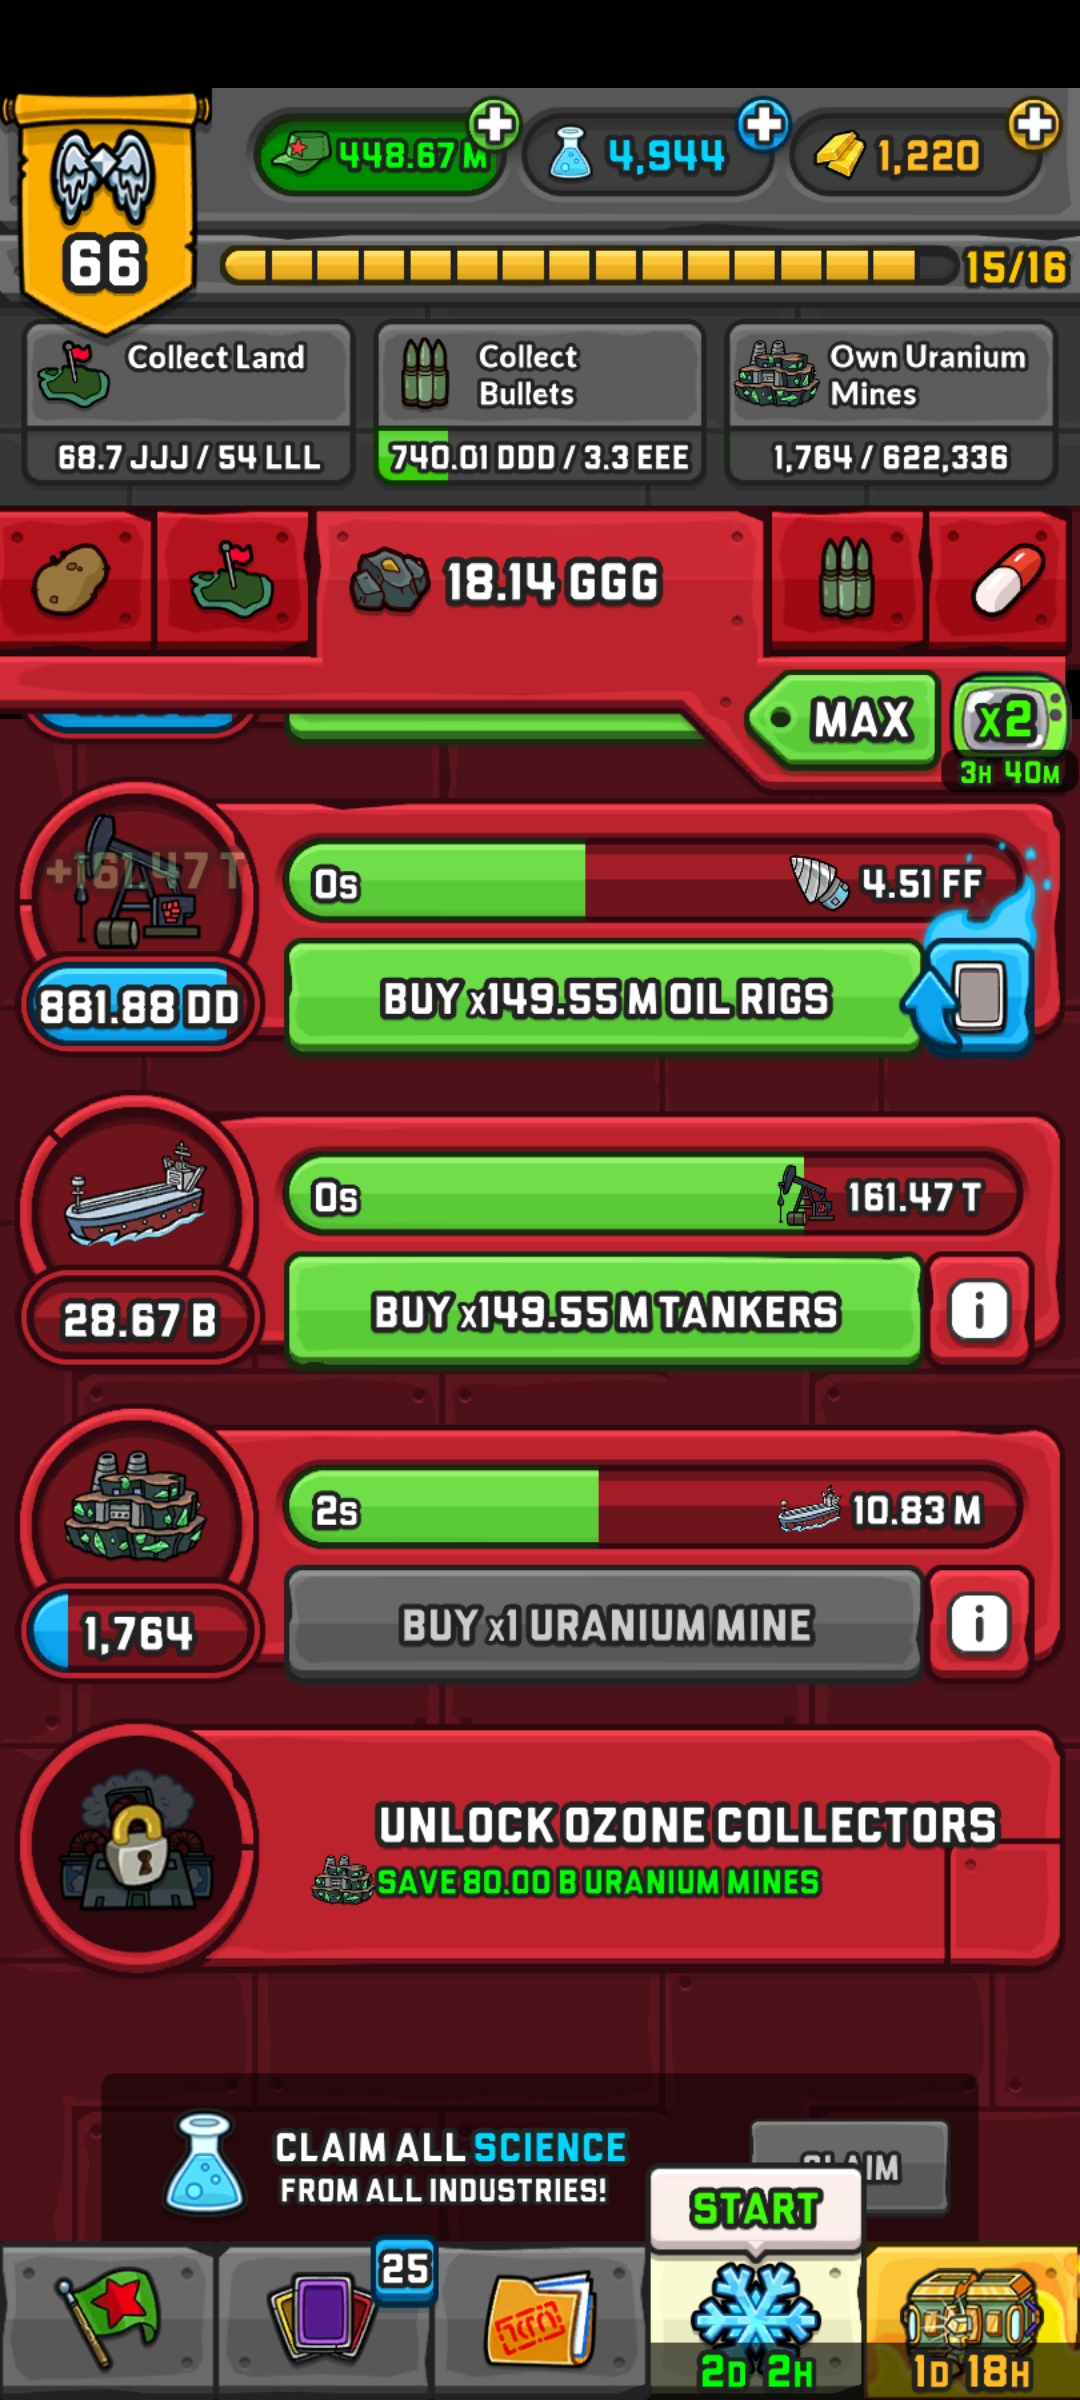 448.67 M
4,944
1,220
66
15/16
Collect Land
68.7 JJJ / 54 LLL
Collect
Bullets
740.01 DDD / 3.3 EEE
Own Uranium
Mines
1,764 / 622,336
18.14 GGG
MAX
x2
3H 40M
+161.47 T
0s
4.51 FF
881.88 DD
BUY x149.55 M OIL RIGS
0s
161.47 T
28.67 B
BUY x149.55 M TANKERS
i
2s
10.83 M
1,764
BUY x1 URANIUM MINE
i
UNLOCK OZONE COLLECTORS
SAVE 80.00 B URANIUM MINES
CLAIM ALL SCIENCE
FROM ALL INDUSTRIES!
CLAIM
START
25
2D 2H
1D 18H